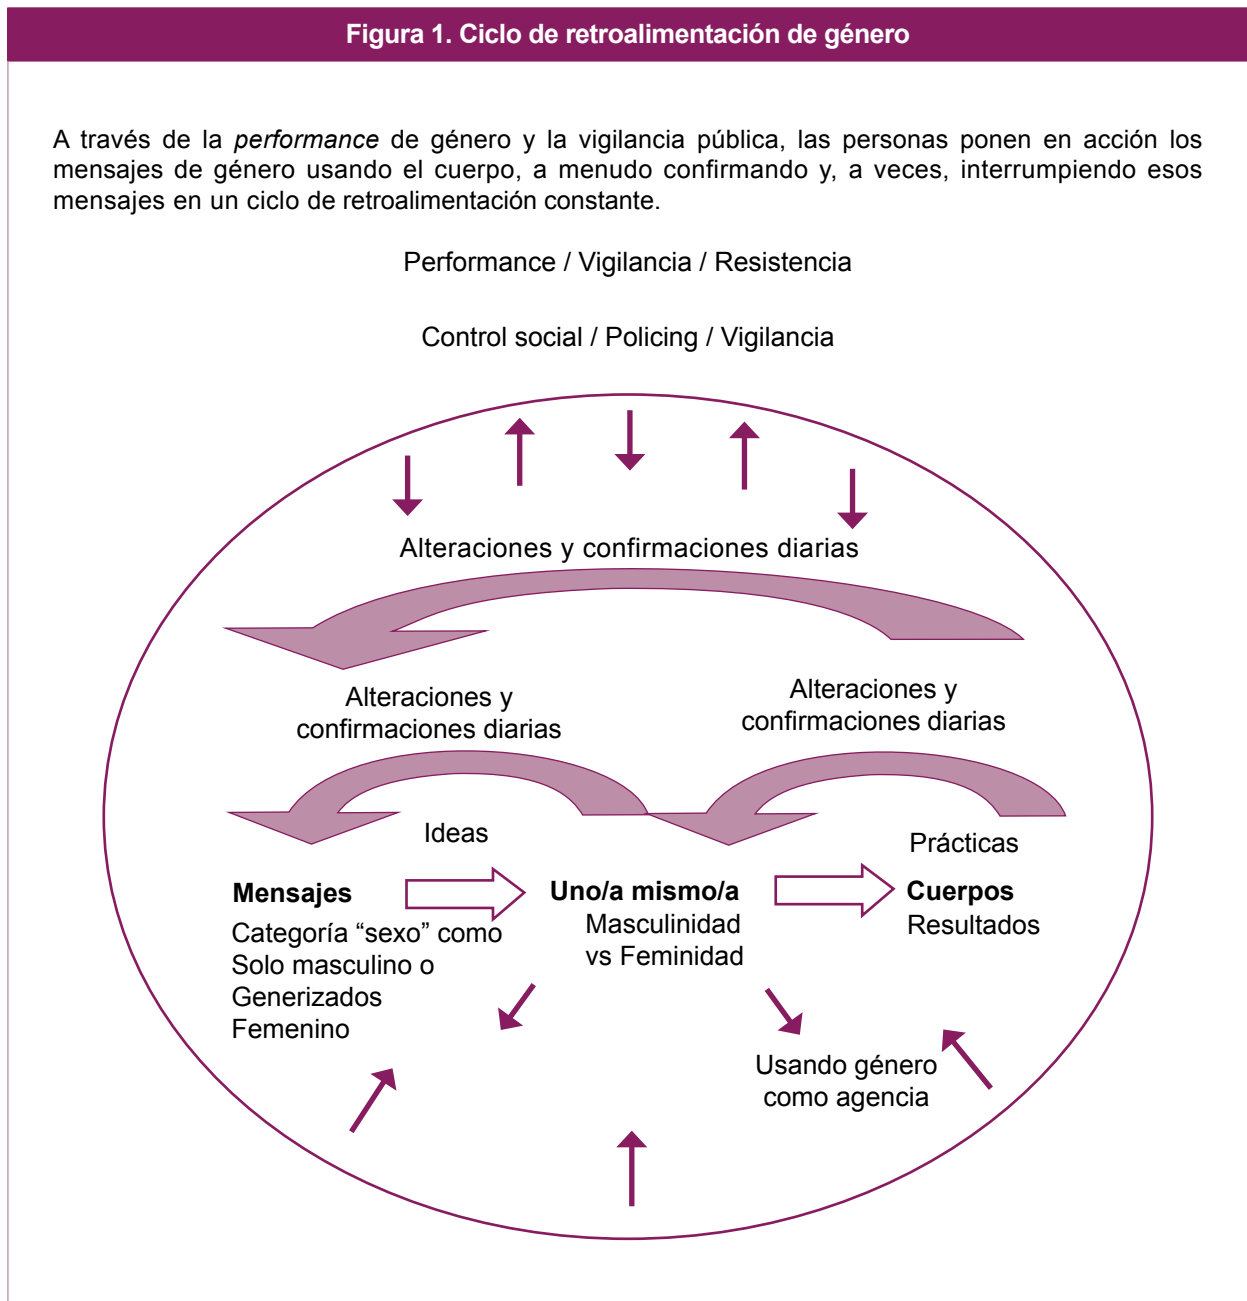 Figura 1. Ciclo de retroalimentación de género
A través de la performance de género y la vigilancia pública, las personas ponen en acción los
mensajes de género usando el cuerpo, a menudo confirmando y, a veces, interrumpiendo esos
mensajes en un ciclo de retroalimentación constante.
Performance / Vigilancia / Resistencia
Control social / Policing / Vigilancia
Alteraciones y confirmaciones diarias
Alteraciones y
confirmaciones diarias
Alteraciones y
confirmaciones diarias
Ideas
Prácticas
Mensajes
Categoría “sexo” como
Solo masculino o
Generizados
Femenino
Uno/a mismo/a
Masculinidad
vs Feminidad
Cuerpos
Resultados
Usando género
como agencia